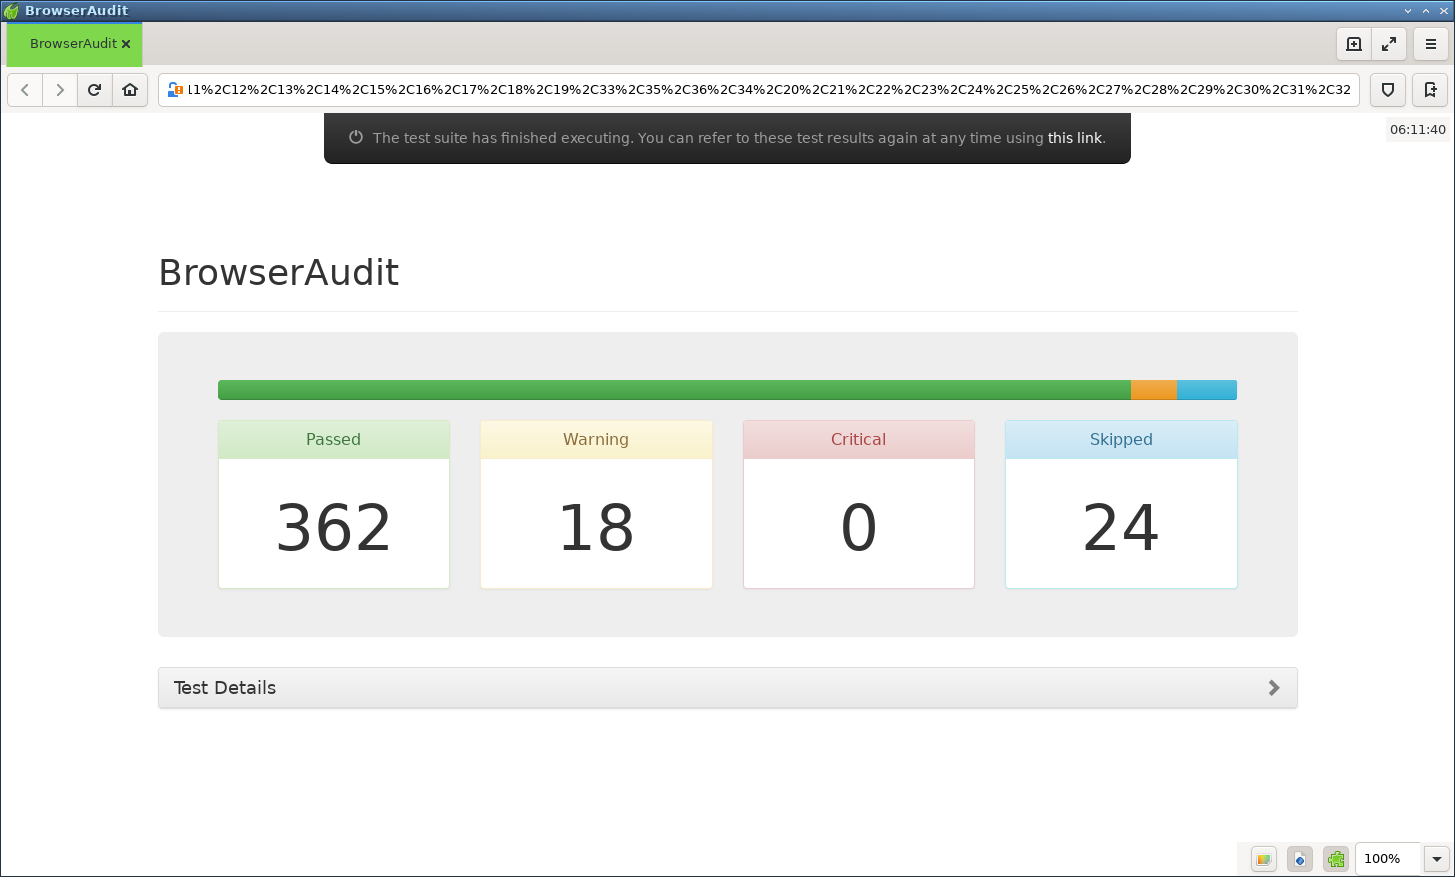 BrowserAudit
BrowserAudit
11%2C12%2C13%2C14%2C15%2C16%2C17%2C18%2C19%2C33%2C35%2C36%2C34%2C20%2C21%2C22%2C23%2C24%2C25%2C26%2C27%2C28%2C29%2C30%2C31%2C32
The test suite has finished executing. You can refer to these test results again at any time using this link.
06:11:40
BrowserAudit
Passed
Warning
Critical
Skipped
362
18
0
24
Test Details
100%